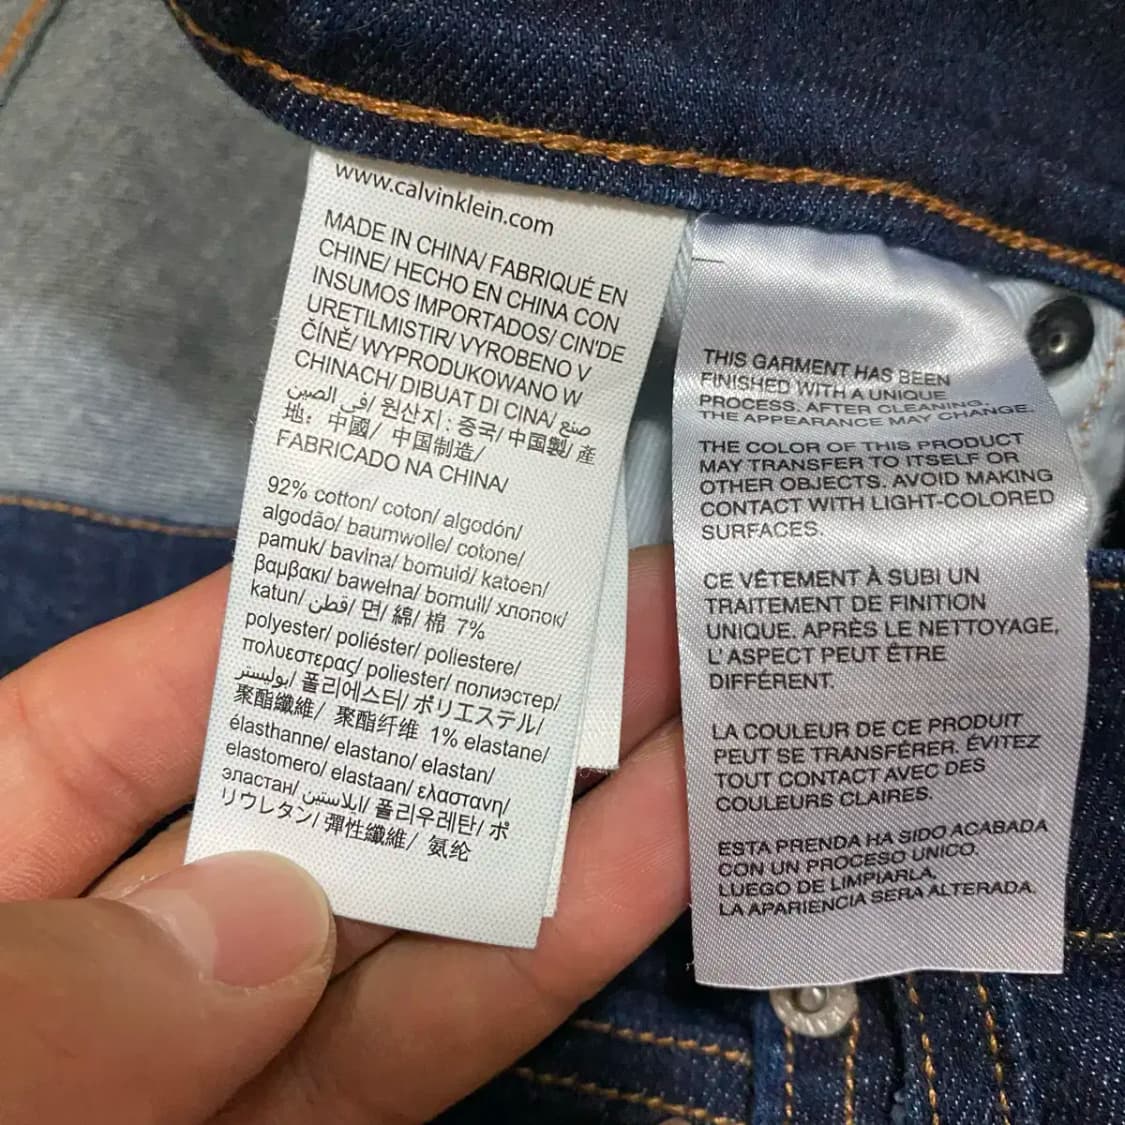 www.calvinklein.com
MADE IN CHINA/ FABRIQUÉ EN
CHINE/ HECHO EN CHINA CON
INSUMOS IMPORTADOS/ CIN'DE
URETILMISTIR/ VYROBENO V
ČÍNĚ/ WYPRODUKOWANO W
CHINACH/ DIBUAT DI CINA/ صنع
في الصين/ 원산지: 중국/ 中国製/ 產
地: 中國/ 中国制造/
FABRICADO NA CHINA/
92% cotton/ coton/ algodón/
algodão/ baumwolle/ cotone/
pamuk/ bavlna/ bomuld/ katoen/
βαμβακι/ bawełna/ bomull/ хлопок/
katun/ قطن/ 면/ 綿/ 棉 7%
polyester/ poliéster/ poliestere/
πολυεστερας/ poliester/ полиэстер/
بوليستر/ 폴리에스터/ ポリエステル/
聚酯纖維/ 聚酯纤维 1% elastane/
élasthanne/ elastano/ elastan/
elastomero/ elastaan/ ελαστανη/
эластан/ ايلاستين/ 폴리우레탄/ ポ
リウレタン/ 彈性纖維/ 氨纶
THIS GARMENT HAS BEEN
FINISHED WITH A UNIQUE
PROCESS. AFTER CLEANING,
THE APPEARANCE MAY CHANGE.
THE COLOR OF THIS PRODUCT
MAY TRANSFER TO ITSELF OR
OTHER OBJECTS. AVOID MAKING
CONTACT WITH LIGHT-COLORED
SURFACES.
CE VÊTEMENT À SUBI UN
TRAITEMENT DE FINITION
UNIQUE. APRÈS LE NETTOYAGE,
L' ASPECT PEUT ÊTRE
DIFFÉRENT.
LA COULEUR DE CE PRODUIT
PEUT SE TRANSFÉRER. ÉVITEZ
TOUT CONTACT AVEC DES
COULEURS CLAIRES.
ESTA PRENDA HA SIDO ACABADA
CON UN PROCESO UNICO.
LUEGO DE LIMPIARLA,
LA APARIENCIA SERA ALTERADA.